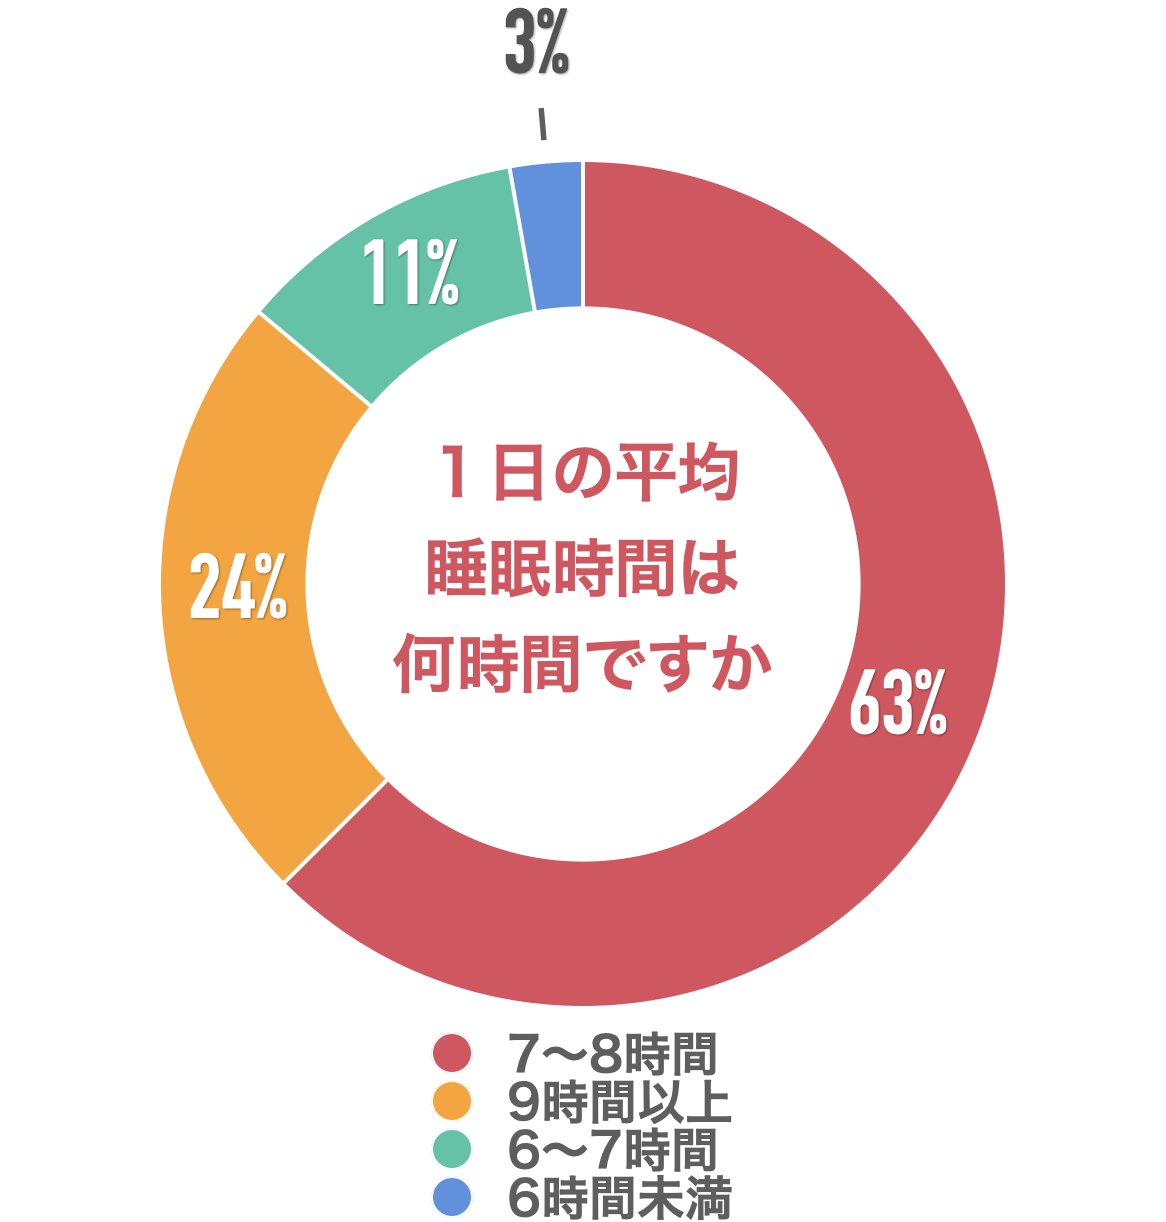 3%
11%
24%
63%
１日の平均
睡眠時間は
何時間ですか
7〜8時間
9時間以上
6〜7時間
6時間未満